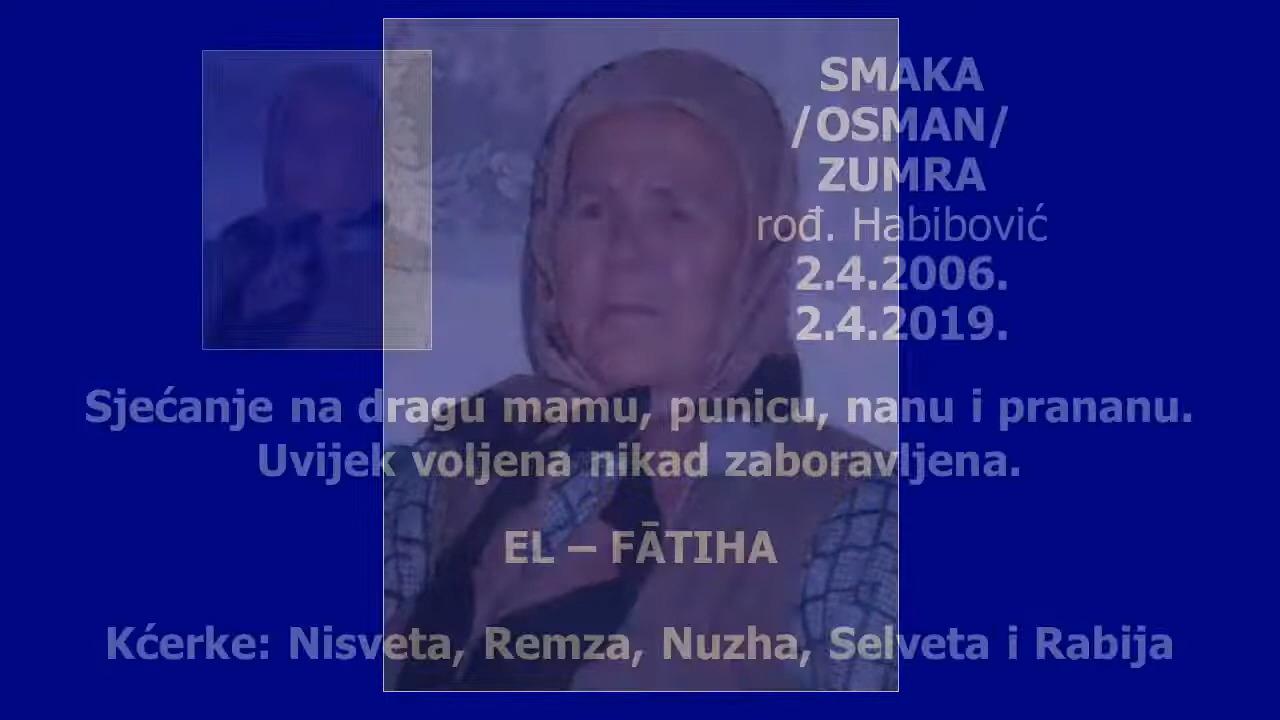 SMAKA
/OSMAN/
ZUMRA
rođ. Habibović
2.4.2006.
2.4.2019.
Sjećanje na dragu mamu, punicu, nanu i prananu.
Uvijek voljena nikad zaboravljena.
EL – FĀTIHA
Kćerke: Nisveta, Remza, Nuzha, Selveta i Rabija